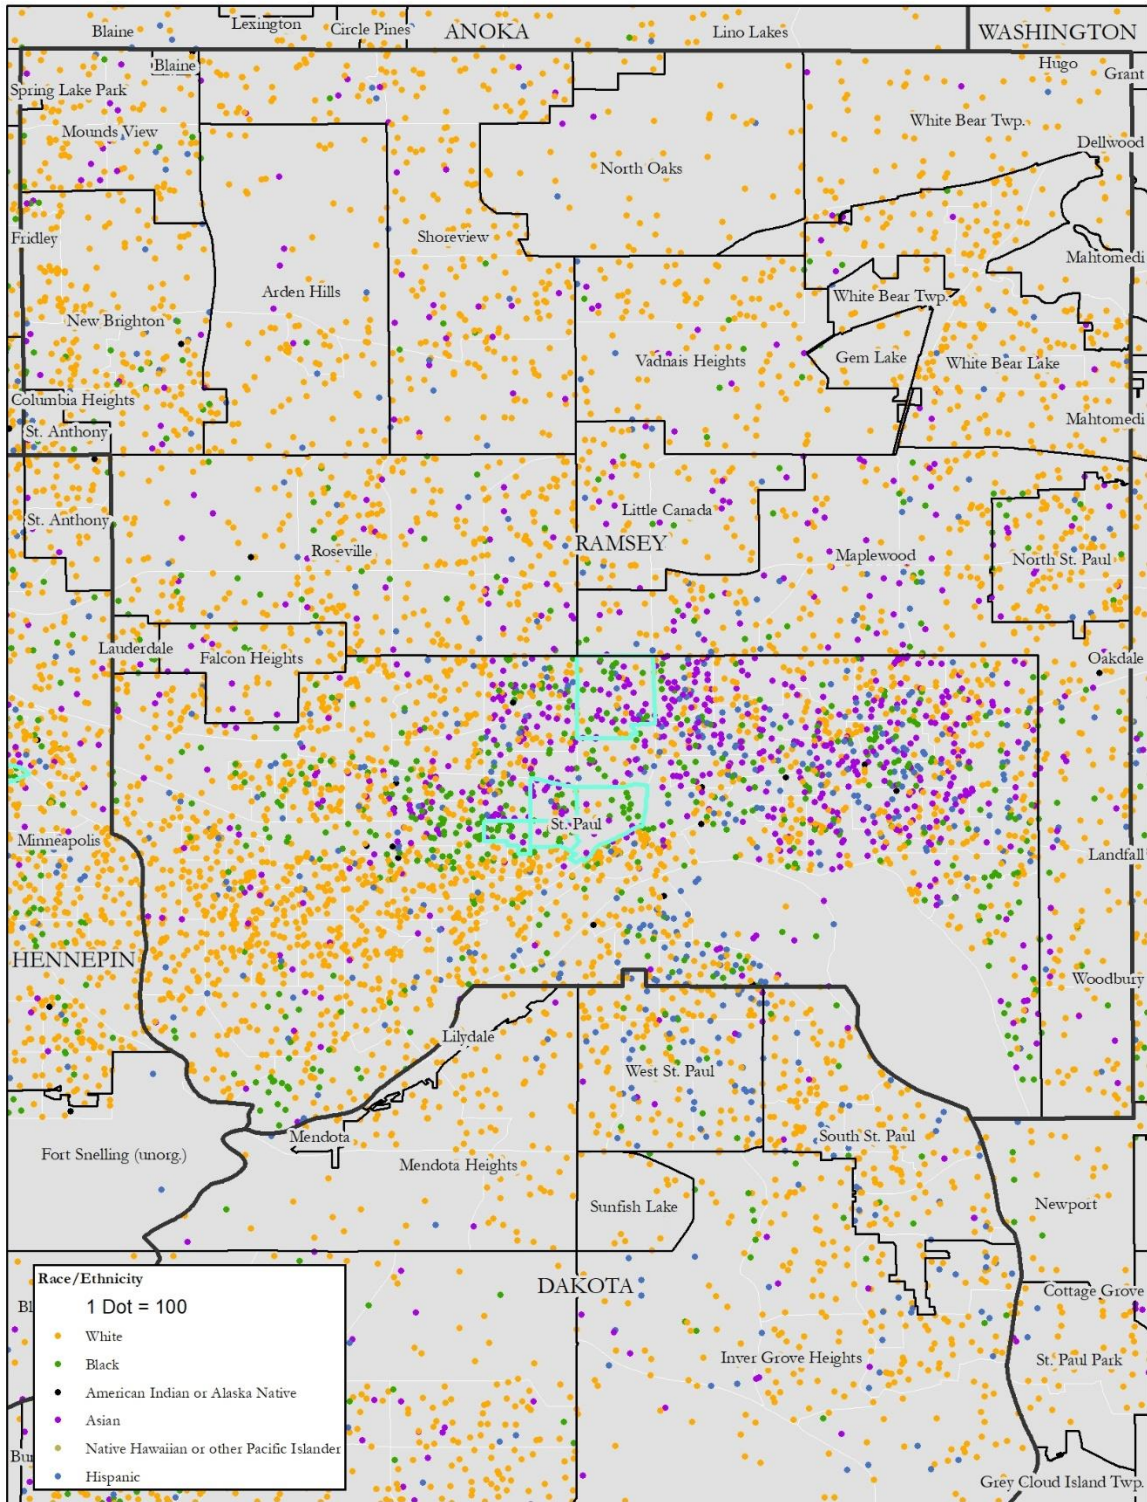 Blaine
Lexington
Circle Pines
ANOKA
Lino Lakes
WASHINGTON
Blaine
Hugo
Grant
Spring Lake Park
Mounds View
White Bear Twp.
Dellwood
North Oaks
Fridley
Shoreview
Mahtomedi
Arden Hills
White Bear Twp.
New Brighton
Vadnais Heights
Gem Lake
White Bear Lake
Columbia Heights
Mahtomedi
St. Anthony
St. Anthony
Little Canada
Roseville
RAMSEY
Maplewood
North St. Paul
Lauderdale
Falcon Heights
Oakdale
St. Paul
Minneapolis
Landfall
HENNEPIN
Woodbury
Lilydale
West St. Paul
Mendota
South St. Paul
Fort Snelling (unorg.)
Mendota Heights
Sunfish Lake
Newport
DAKOTA
Cottage Grove
Inver Grove Heights
St. Paul Park
Grey Cloud Island Twp.
Race/Ethnicity
1 Dot = 100
White
Black
American Indian or Alaska Native
Asian
Native Hawaiian or other Pacific Islander
Hispanic